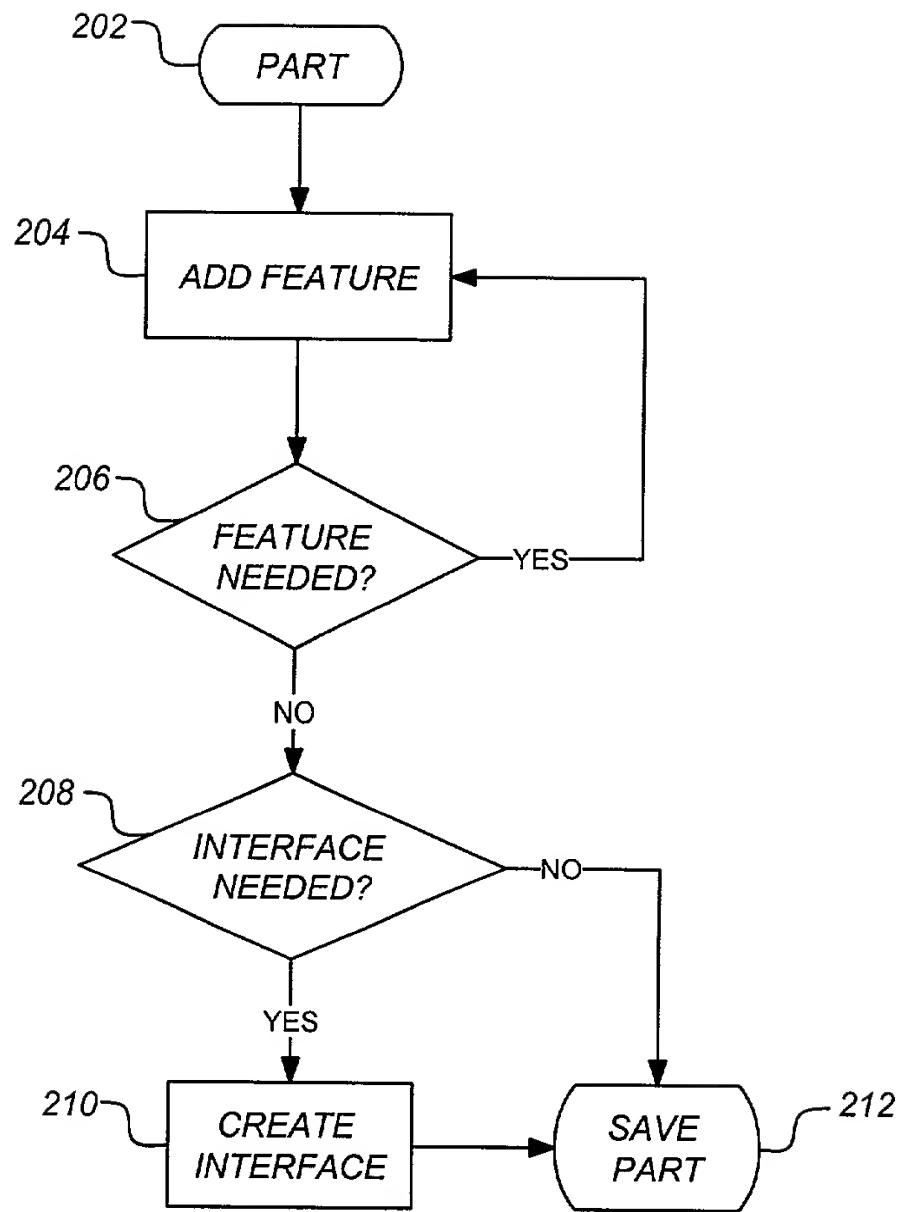 202
PART
204
ADD FEATURE
206
FEATURE
NEEDED?
YES
NO
208
INTERFACE
NEEDED?
NO
YES
210
CREATE
INTERFACE
SAVE
PART
212